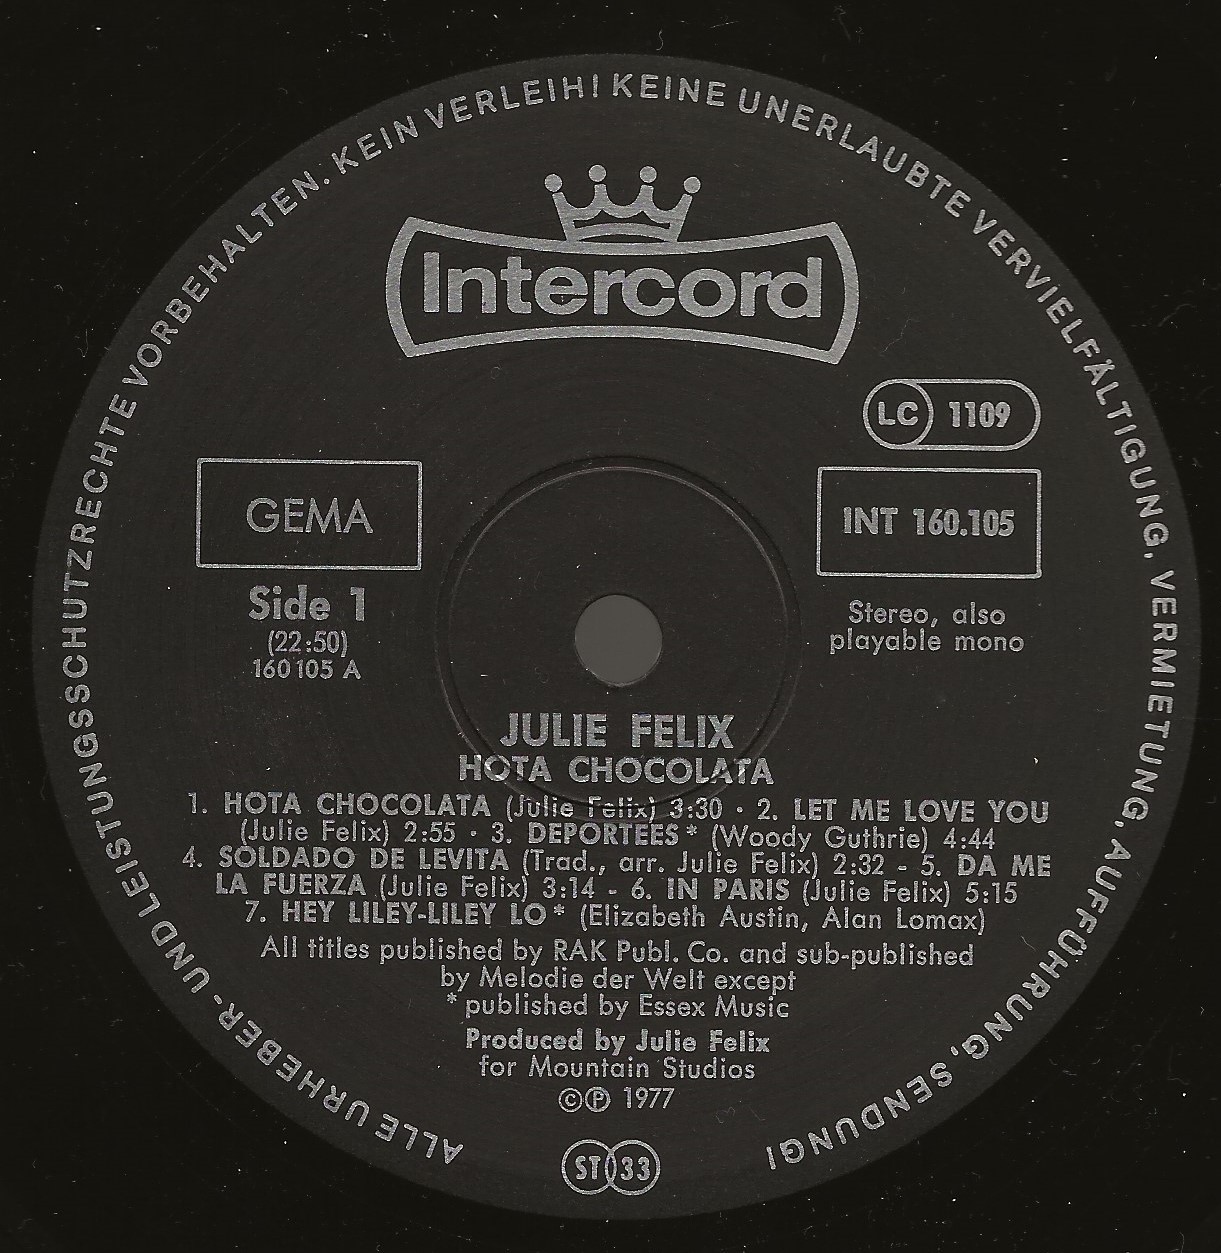 ALLE URHEBER- UND LEISTUNGSSCHUTZRECHTE VORBEHALTEN. KEIN VERLEIH! KEINE UNERLAUBTE VERVIELFÄLTIGUNG, VERMIETUNG, AUFFÜHRUNG, SENDUNG!
Intercord
LC 1109
GEMA
INT 160.105
Side 1
(22:50)
160105 A
Stereo, also
playable mono
JULIE FELIX
HOTA CHOCOLATA
1. HOTA CHOCOLATA (Julie Felix) 3:30 · 2. LET ME LOVE YOU
(Julie Felix) 2:55 · 3. DEPORTEES* (Woody Guthrie) 4:44
4. SOLDADO DE LEVITA (Trad., arr. Julie Felix) 2:32 - 5. DA ME
LA FUERZA (Julie Felix) 3:14 - 6. IN PARIS (Julie Felix) 5:15
7. HEY LILEY-LILEY LO* (Elizabeth Austin, Alan Lomax)
All titles published by RAK Publ. Co. and sub-published
by Melodie der Welt except
*published by Essex Music
Produced by Julie Felix
for Mountain Studios
©℗ 1977
ST 33